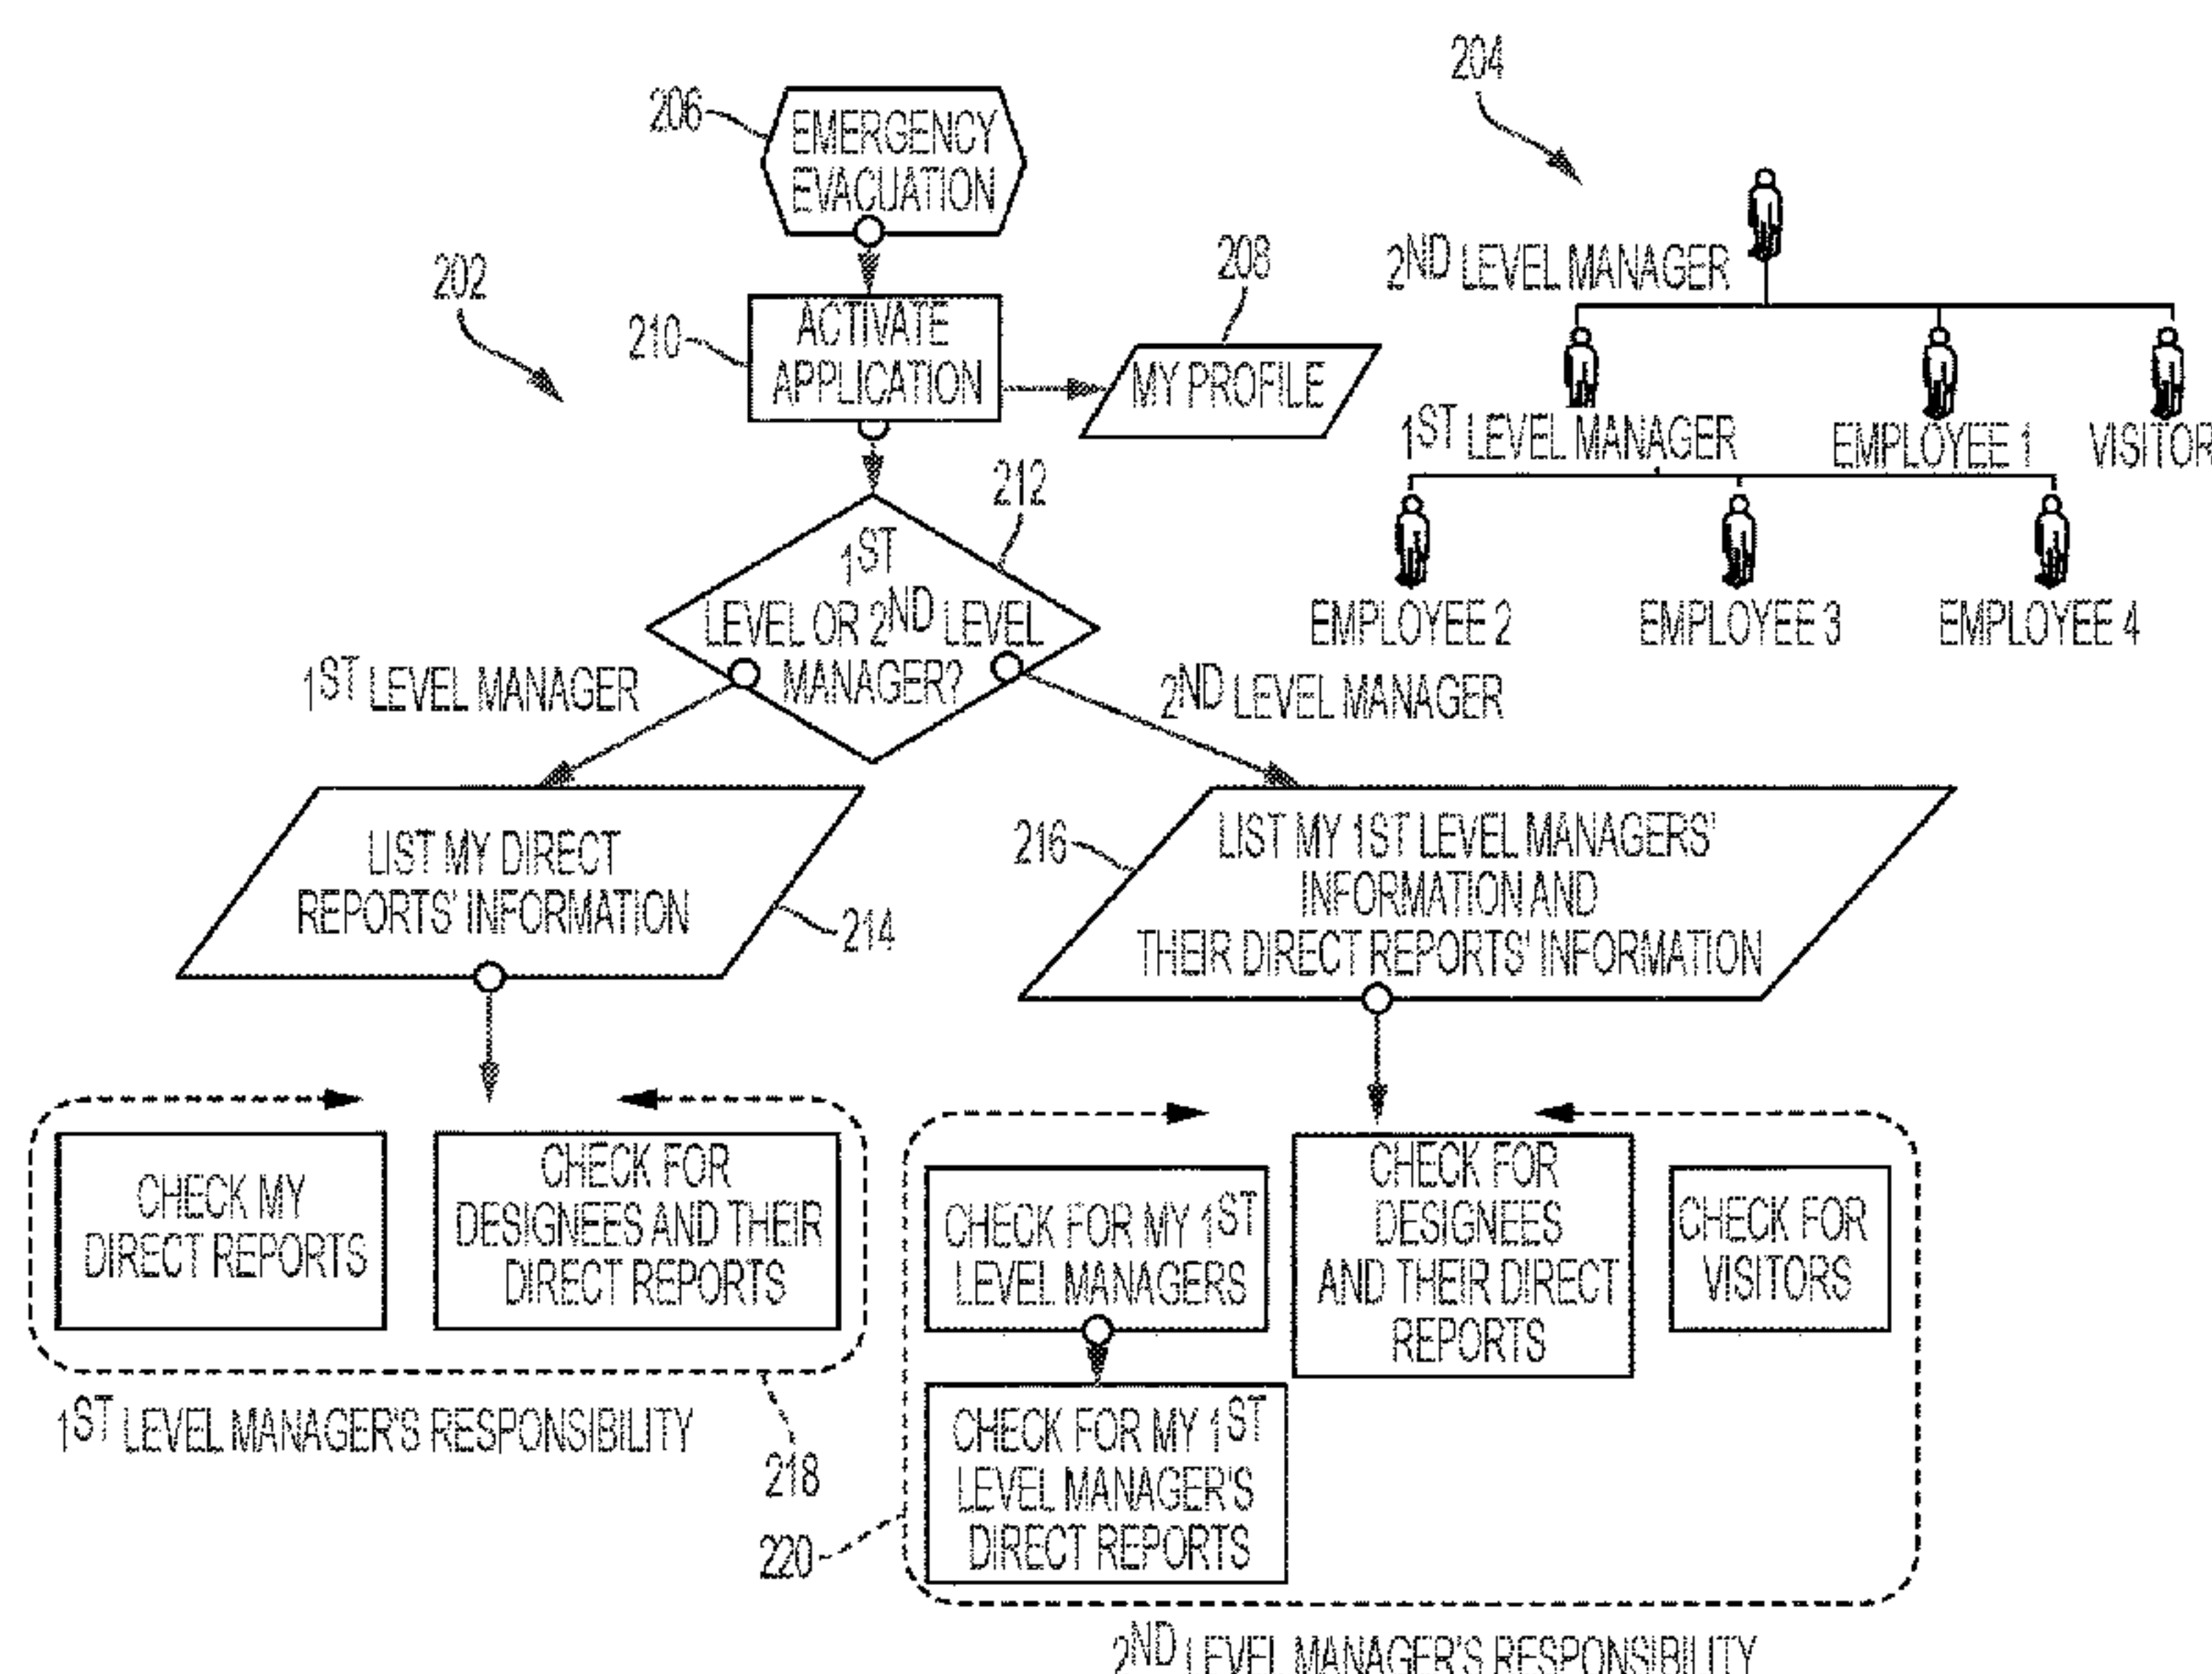 204
206
EMERGENCY
EVACUATION
208
202
2ND LEVEL MANAGER
210
ACTIVATE
APPLICATION
MY PROFILE
1ST LEVEL MANAGER
EMPLOYEE 1
VISITOR
212
1ST
LEVEL OR 2ND LEVEL
MANAGER?
EMPLOYEE 2
EMPLOYEE 3
EMPLOYEE 4
1ST LEVEL MANAGER
2ND LEVEL MANAGER
LIST MY DIRECT
REPORTS' INFORMATION
214
216
LIST MY 1ST LEVEL MANAGERS'
INFORMATION AND
THEIR DIRECT REPORTS' INFORMATION
CHECK MY
DIRECT REPORTS
CHECK FOR
DESIGNEES AND THEIR
DIRECT REPORTS
CHECK FOR MY 1ST
LEVEL MANAGERS
CHECK FOR
DESIGNEES
AND THEIR DIRECT
REPORTS
CHECK FOR
VISITORS
1ST LEVEL MANAGER'S RESPONSIBILITY
218
CHECK FOR MY 1ST
LEVEL MANAGER'S
DIRECT REPORTS
220
2ND LEVEL MANAGER'S RESPONSIBILITY